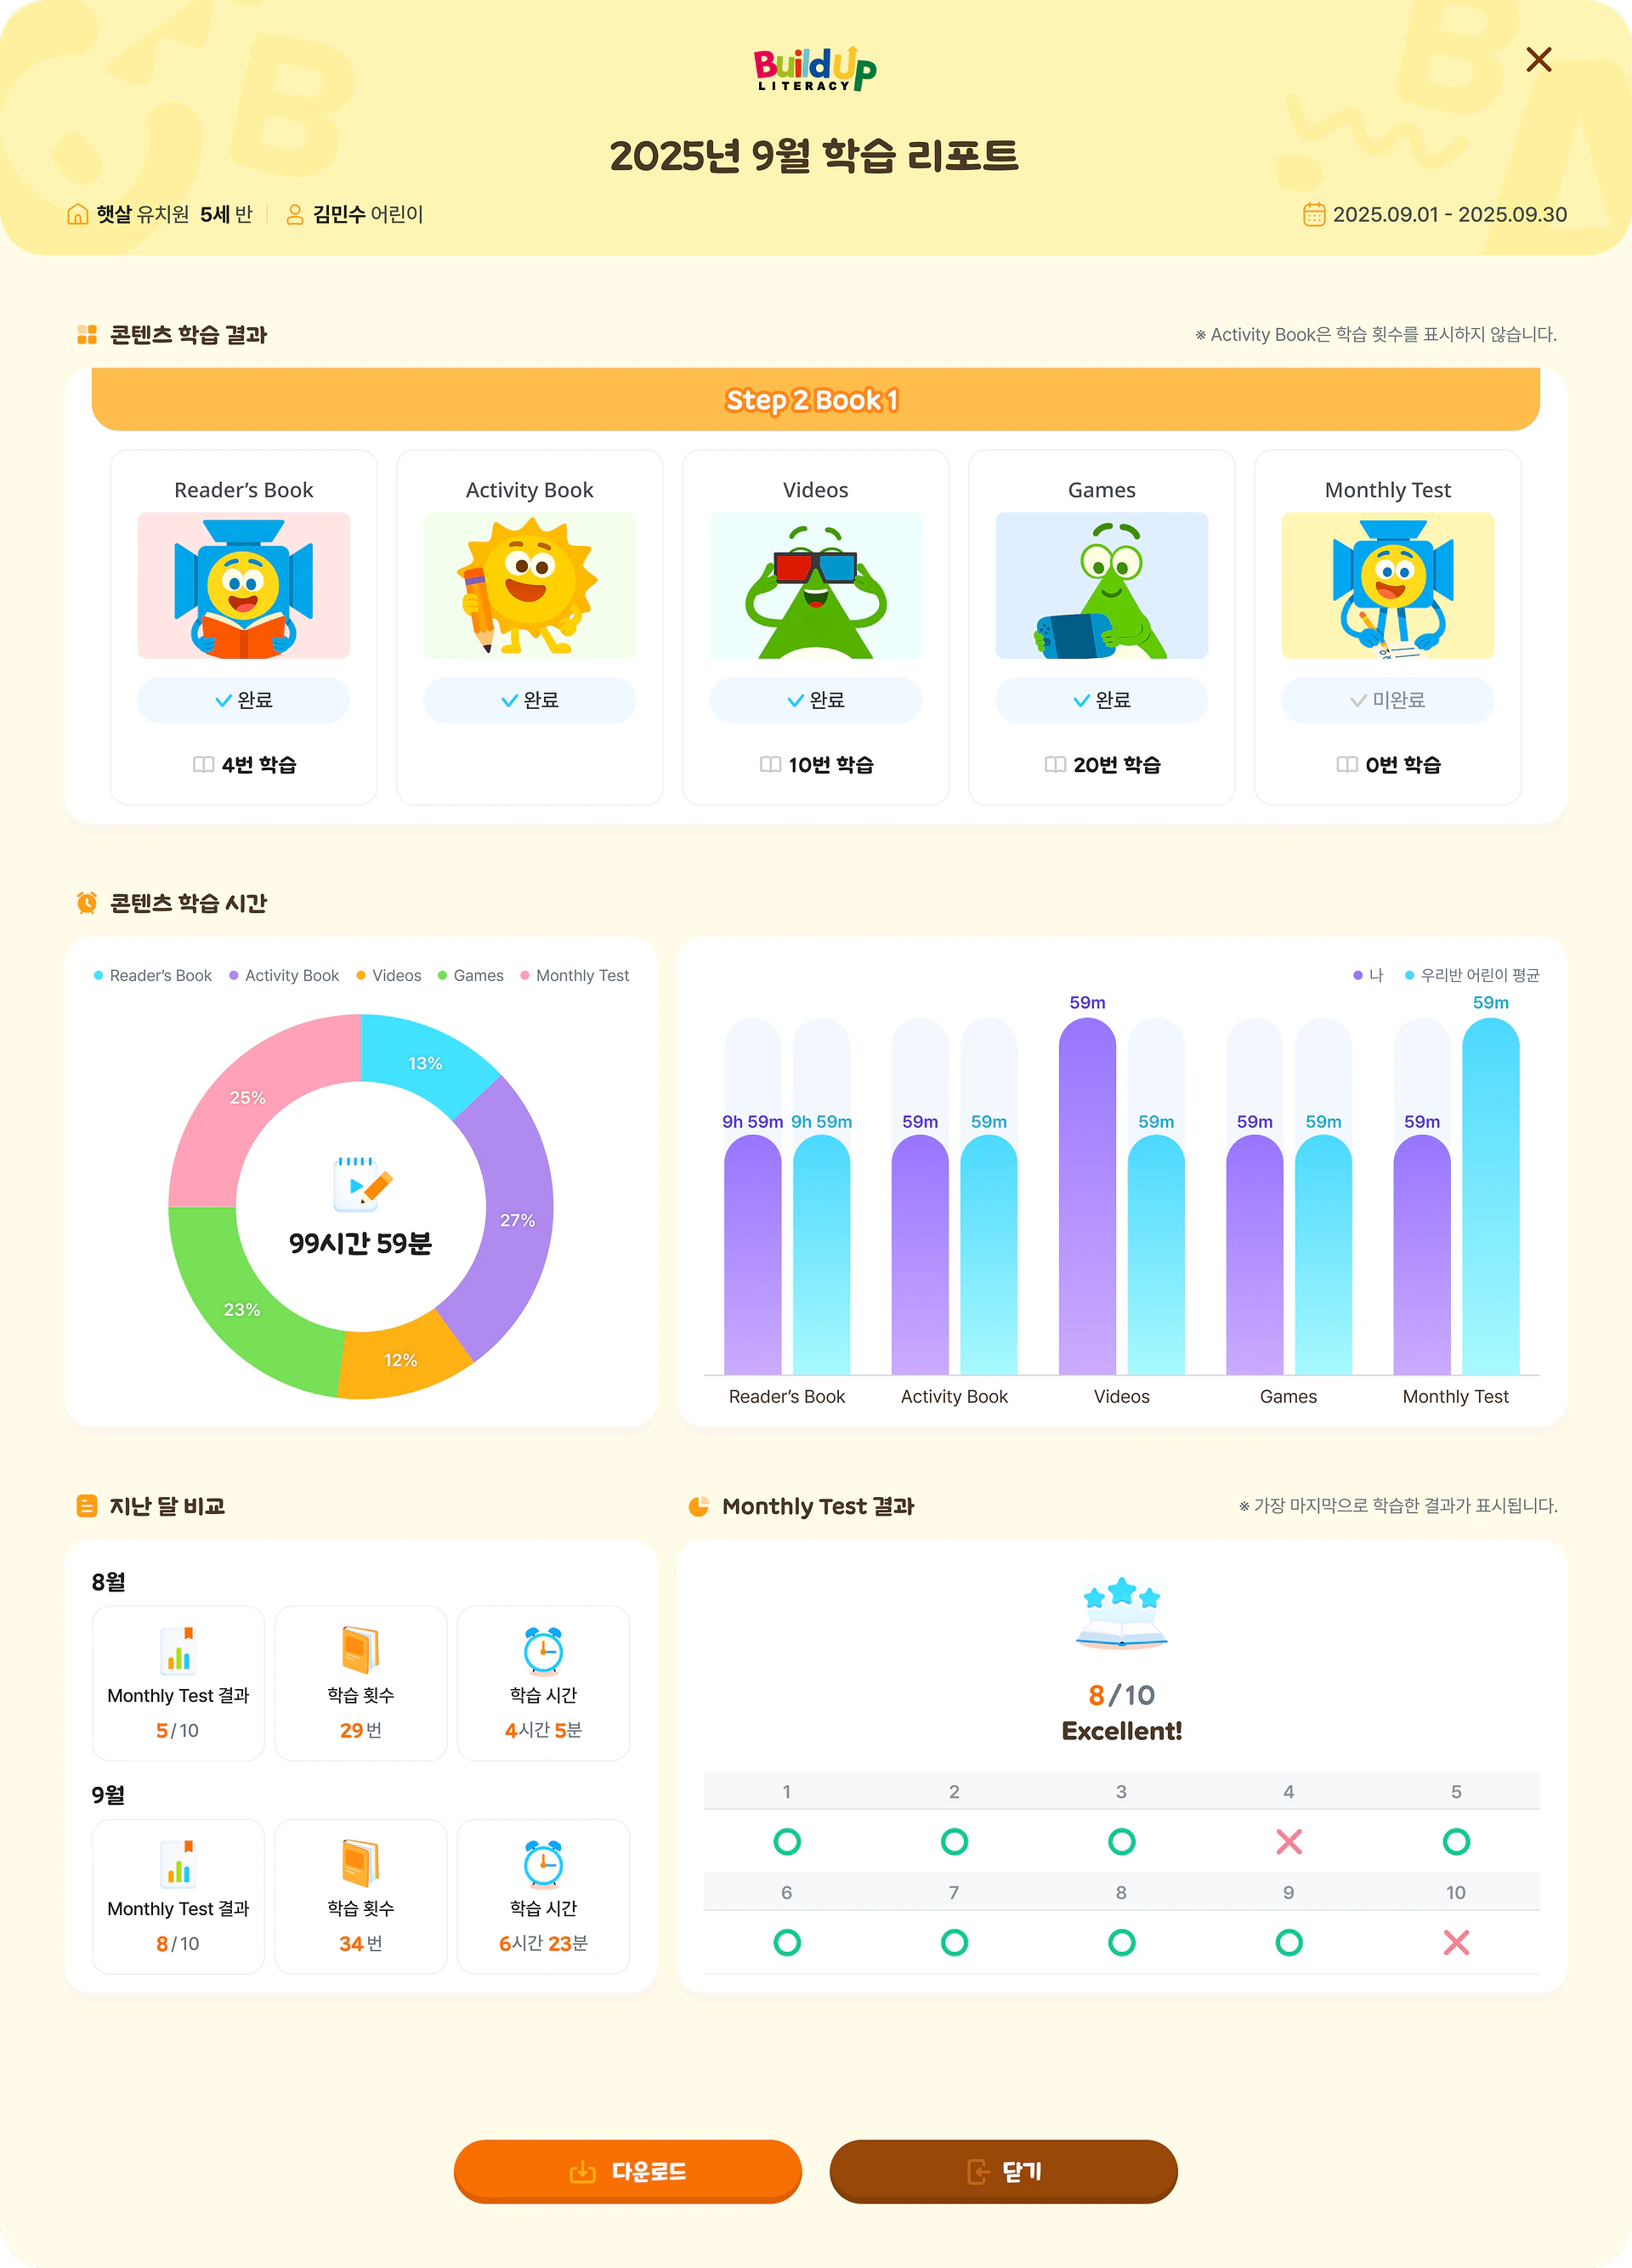 BuildUp
LITERACY
2025년 9월 학습 리포트
햇살 유치원 5세 반 김민수 어린이
2025.09.01 - 2025.09.30
콘텐츠 학습 결과
※ Activity Book은 학습 횟수를 표시하지 않습니다.
Step 2 Book 1
Reader’s Book
완료
4번 학습
Activity Book
완료
Videos
완료
10번 학습
Games
완료
20번 학습
Monthly Test
미완료
0번 학습
콘텐츠 학습 시간
Reader’s Book Activity Book Videos Games Monthly Test
13%
25%
27%
23%
12%
99시간 59분
나 우리반 어린이 평균
59m 59m
9h 59m 9h 59m 59m 59m 59m 59m 59m 59m
Reader’s Book Activity Book Videos Games Monthly Test
지난 달 비교
8월
Monthly Test 결과
5/10
학습 횟수
29번
학습 시간
4시간 5분
9월
Monthly Test 결과
8/10
학습 횟수
34번
학습 시간
6시간 23분
Monthly Test 결과
※ 가장 마지막으로 학습한 결과가 표시됩니다.
8/10
Excellent!
1 2 3 4 5
6 7 8 9 10
다운로드
닫기